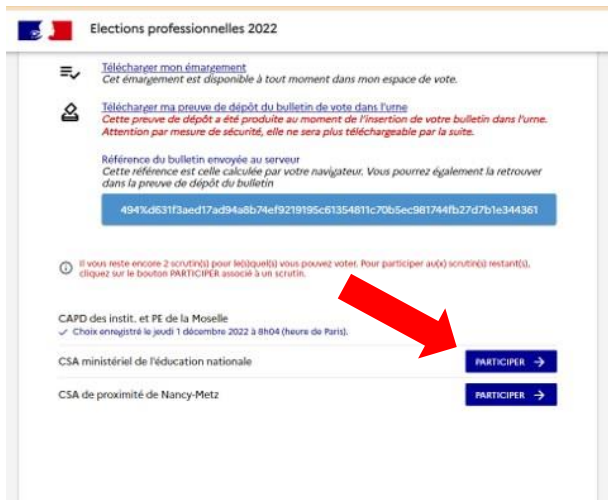 Elections professionnelles 2022
Télécharger mon émargement
Cet émargement est disponible à tout moment dans mon espace de vote.
Télécharger ma preuve de dépôt du bulletin de vote dans l'urne
Cette preuve de dépôt a été produite au moment de l'insertion de votre bulletin dans l'urne.
Attention par mesure de sécurité, elle ne sera plus téléchargeable par la suite.
Référence du bulletin envoyée au serveur
Cette référence est celle calculée par votre navigateur. Vous pourrez également la retrouver
dans la preuve de dépôt du bulletin
494%d631f3aed17ad94a8b74ef9219195c61354811c70b5ec981744fb27d7b1e344361
Il vous reste encore 2 scrutin(s) pour le(s)quel(s) vous pouvez voter. Pour participer au(x) scrutin(s) restant(s),
cliquez sur le bouton PARTICIPER associé à un scrutin.
CAPD des instit. et PE de la Moselle
Choix enregistré le jeudi 1 décembre 2022 à 8h04 (heure de Paris).
CSA ministériel de l'éducation nationale
PARTICIPER
CSA de proximité de Nancy-Metz
PARTICIPER